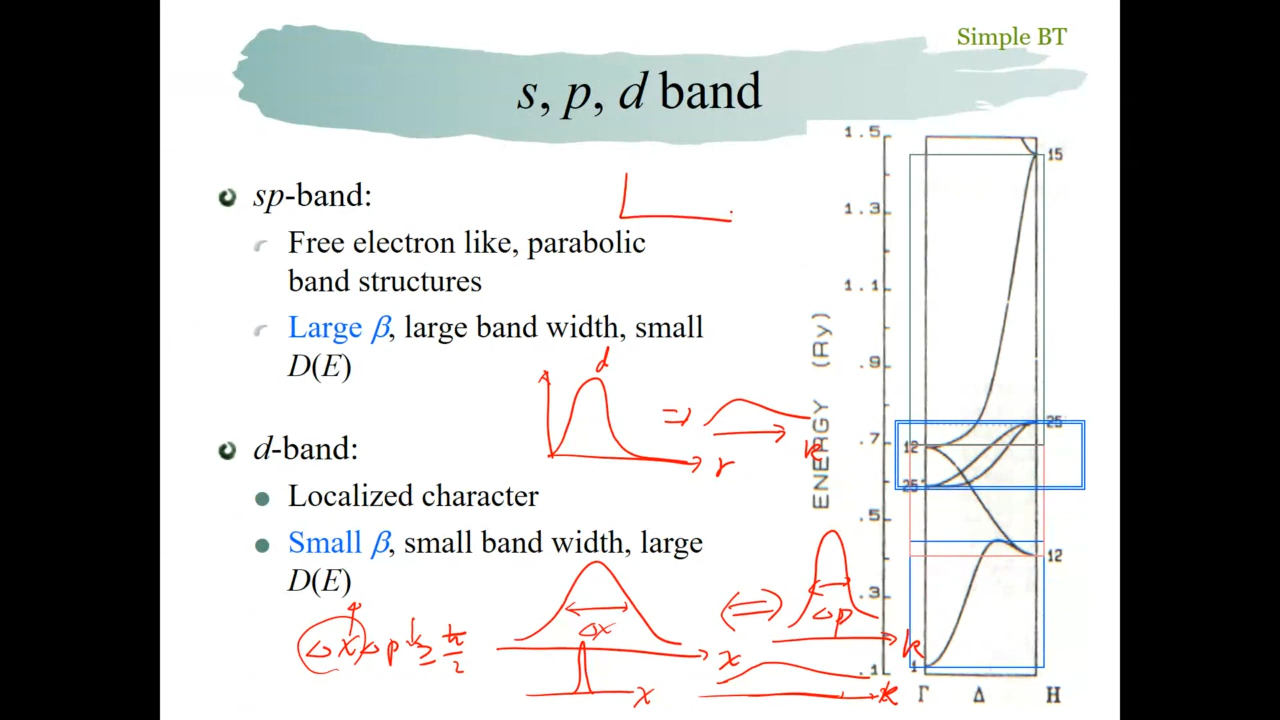 Simple BT
s, p, d band
sp-band:
Free electron like, parabolic
band structures
Large β, large band width, small
D(E)
d-band:
Localized character
Small β, small band width, large
D(E)
d
⇒
r
k
Δx Δp ≥ ħ/2
Δx
x
⇔
Δp
k
x
k
ENERGY (Ry)
1.5
1.3
1.1
.9
.7
.5
.3
.1
15
25
12
12
25
1
Γ Δ H